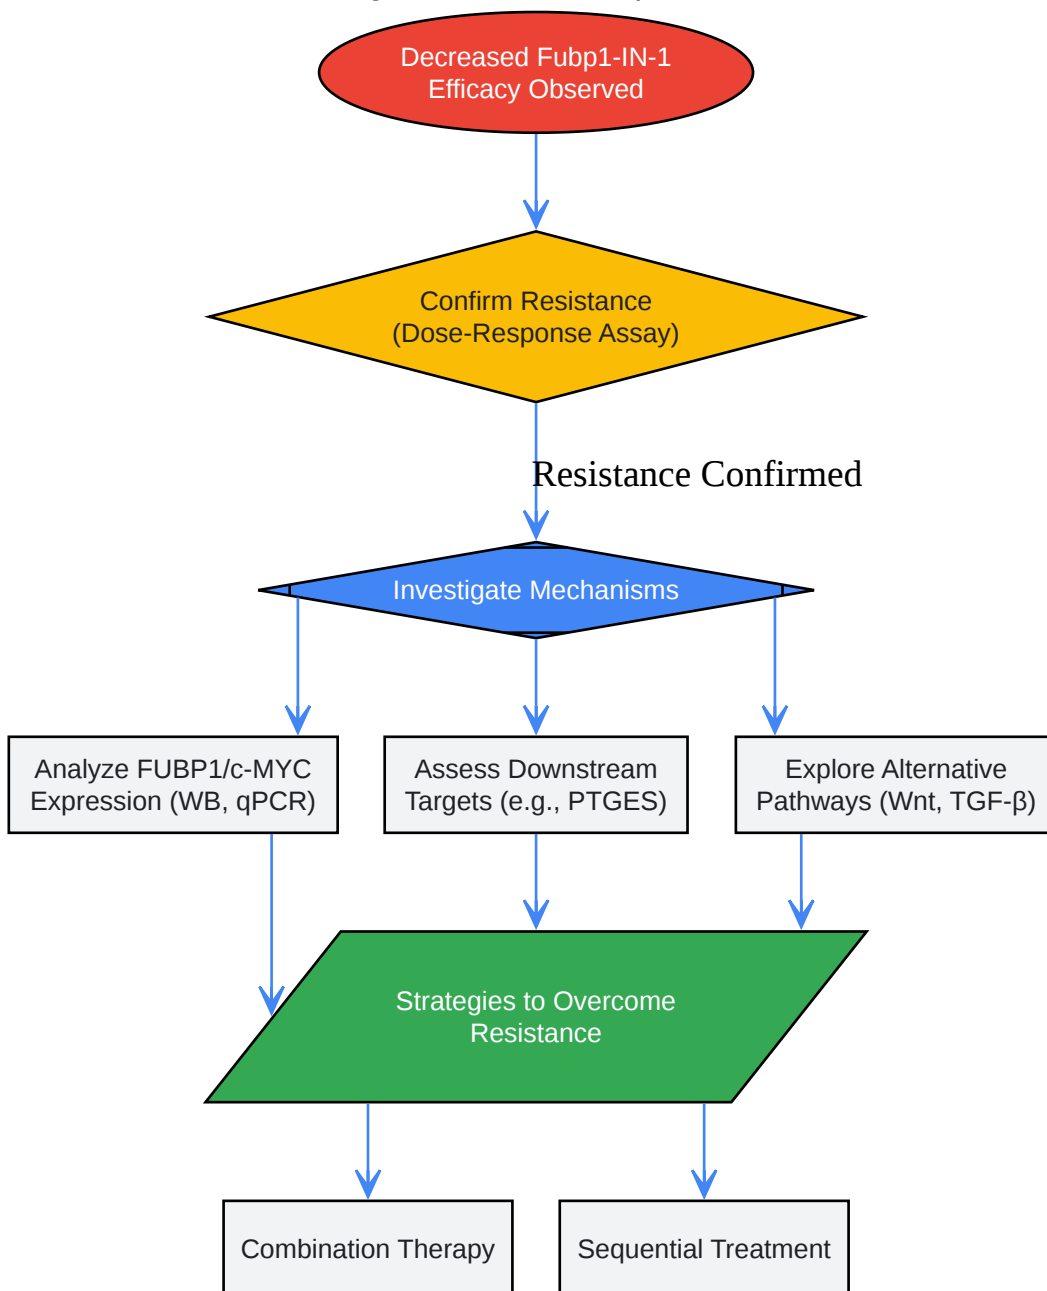 Decreased Fubp1-IN-1
Efficacy Observed
Confirm Resistance
(Dose-Response Assay)
Resistance Confirmed
Investigate Mechanisms
Analyze FUBP1/c-MYC
Expression (WB, qPCR)
Assess Downstream
Targets (e.g., PTGES)
Explore Alternative
Pathways (Wnt, TGF-β)
Strategies to Overcome
Resistance
Combination Therapy
Sequential Treatment